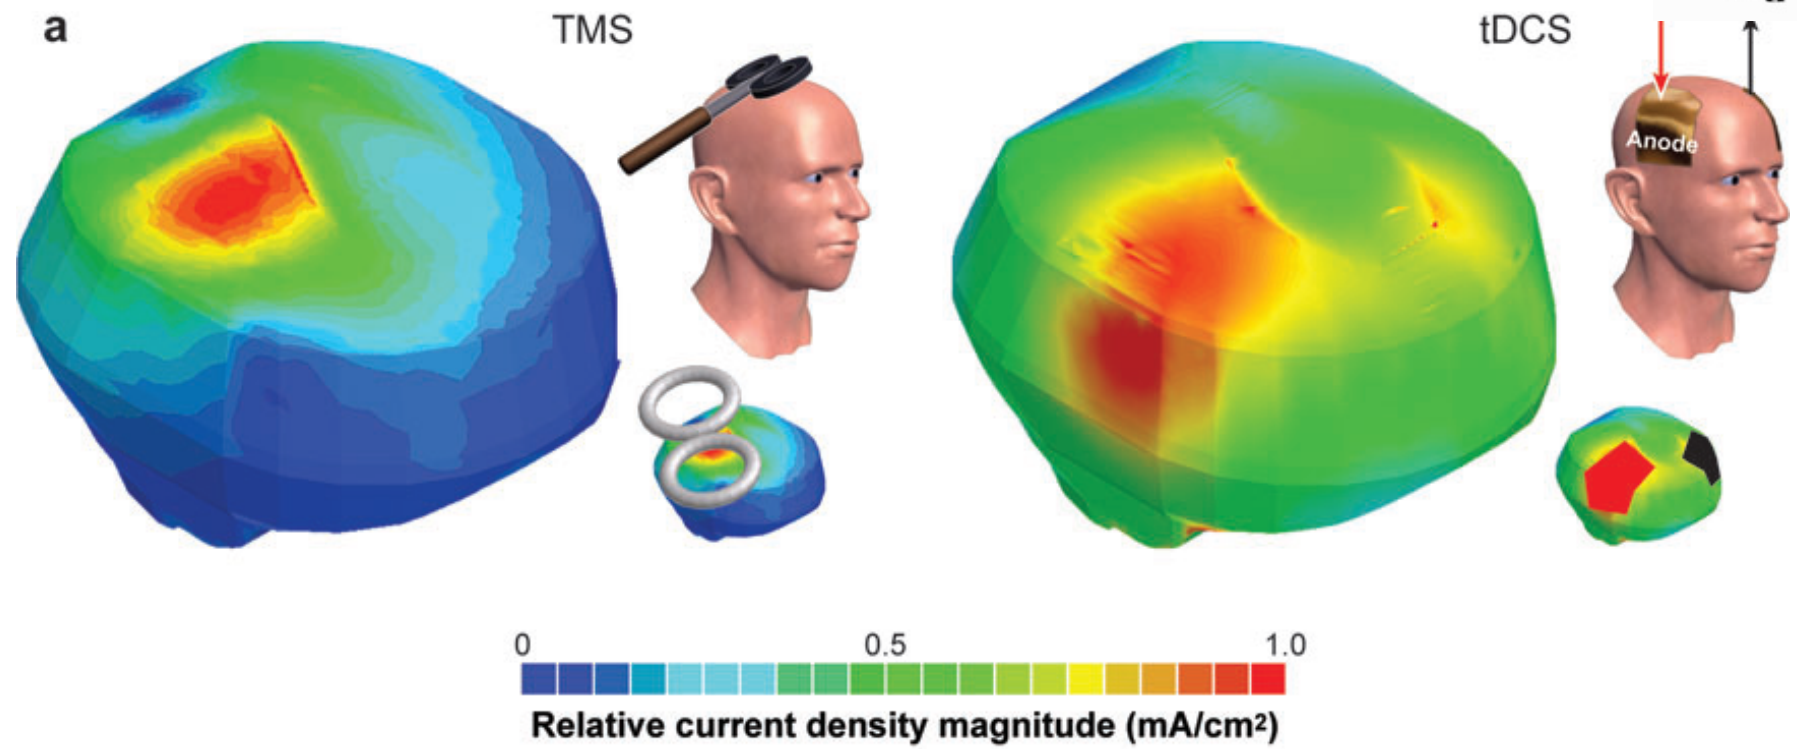 a
TMS
tDCS
Anode
0
0.5
1.0
Relative current density magnitude (mA/cm²)